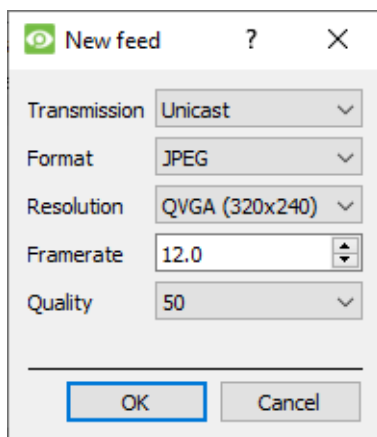 New feed ? ×
Transmission Unicast
Format JPEG
Resolution QVGA (320x240)
Framerate 12.0
Quality 50
OK Cancel